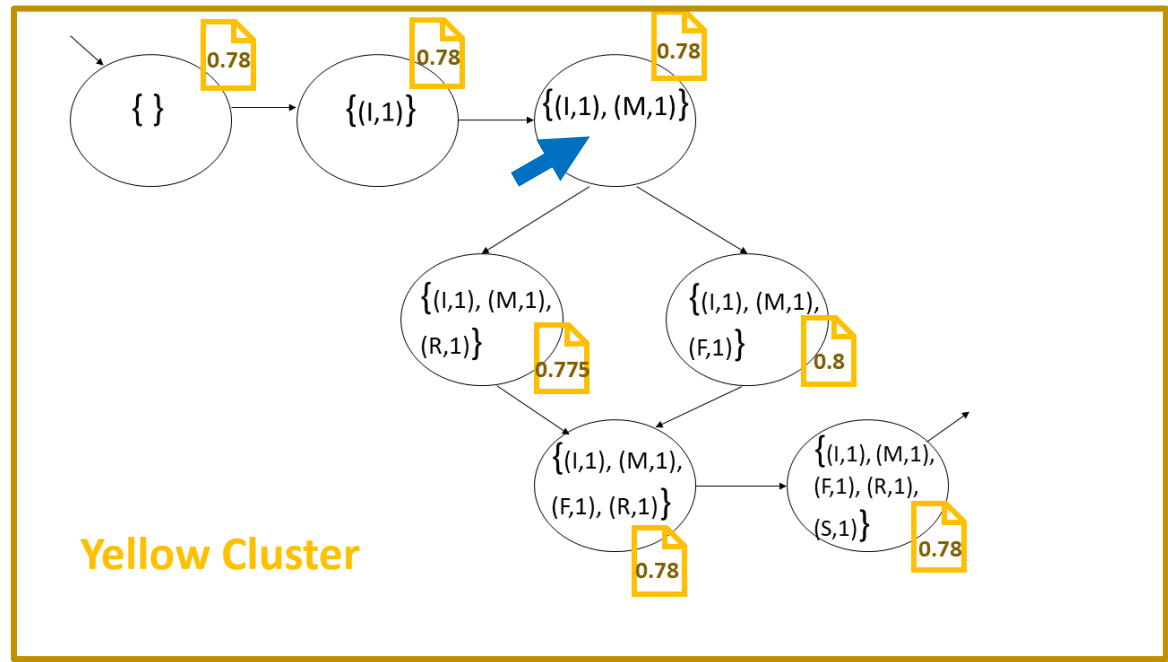 0.78
0.78
0.78
{ }
{(I,1)}
{(I,1), (M,1)}
{(I,1), (M,1),
(R,1)}
0.775
{(I,1), (M,1),
(F,1)}
0.8
{(I,1), (M,1),
(F,1), (R,1)}
0.78
{(I,1), (M,1),
(F,1), (R,1),
(S,1)}
0.78
Yellow Cluster